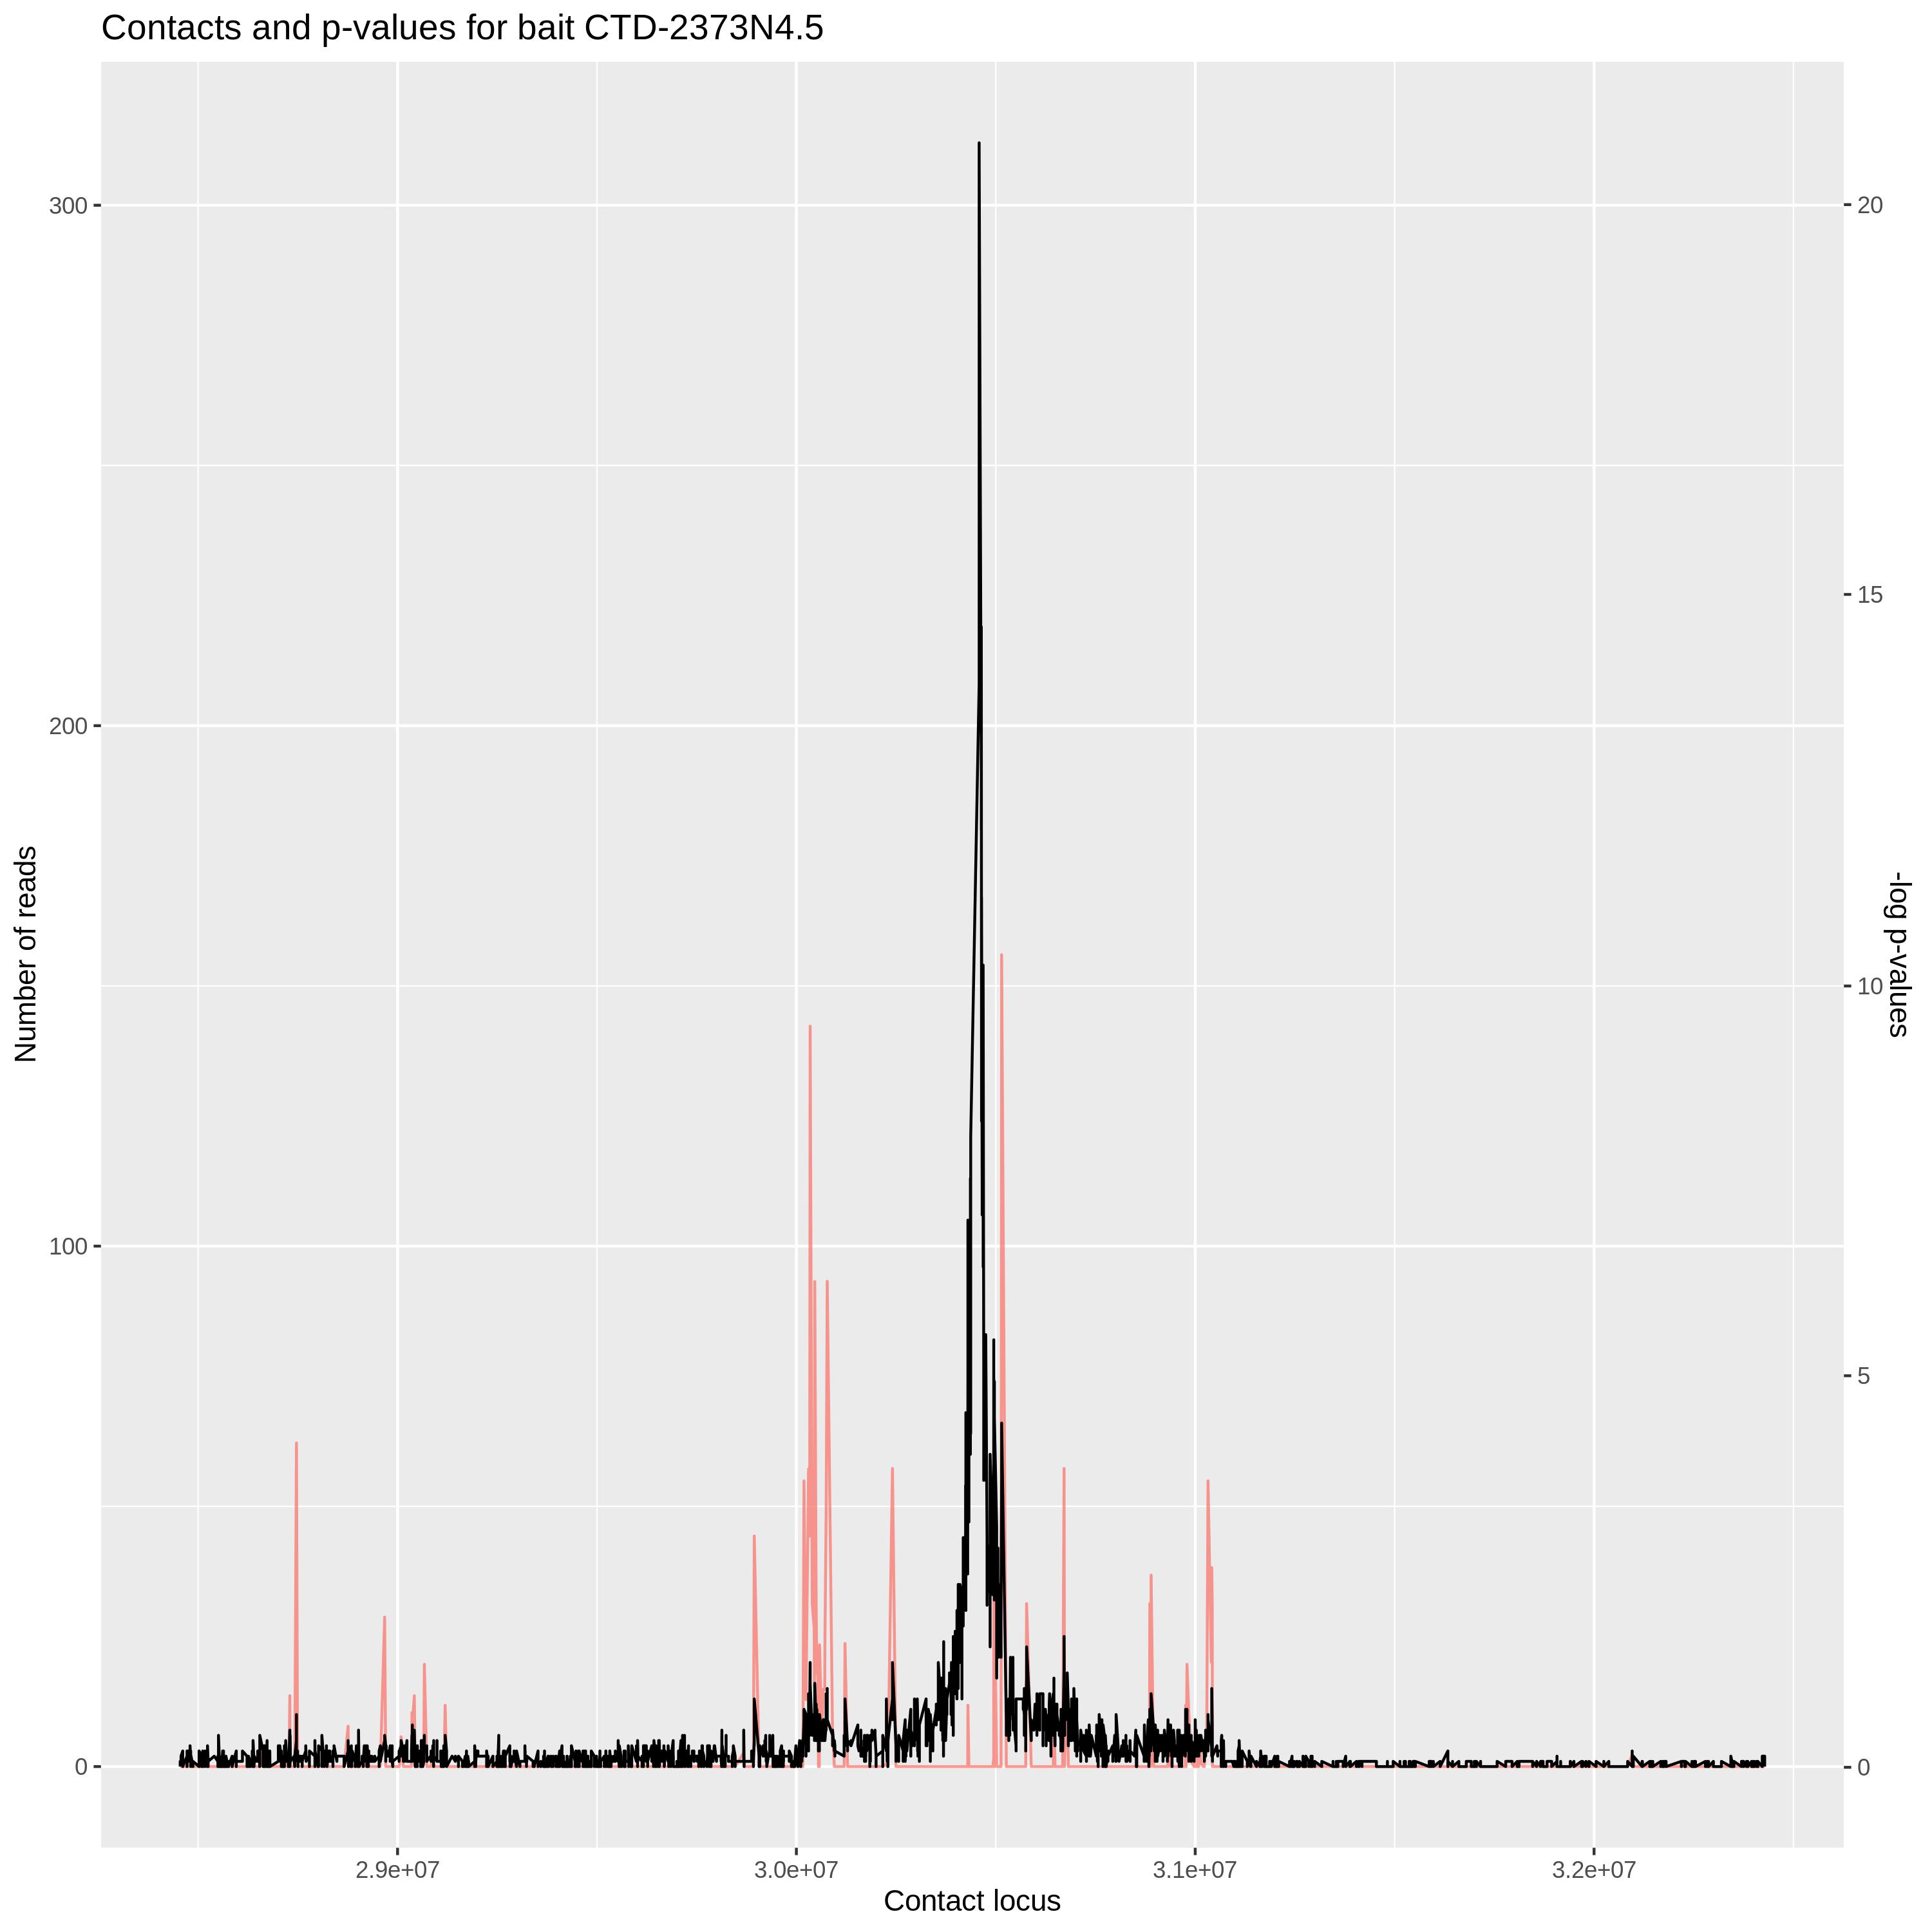 Contacts and p-values for bait CTD-2373N4.5
300
200
100
0
Number of reads
20
15
10
5
0
-log p-values
2.9e+07
3.0e+07
3.1e+07
3.2e+07
Contact locus